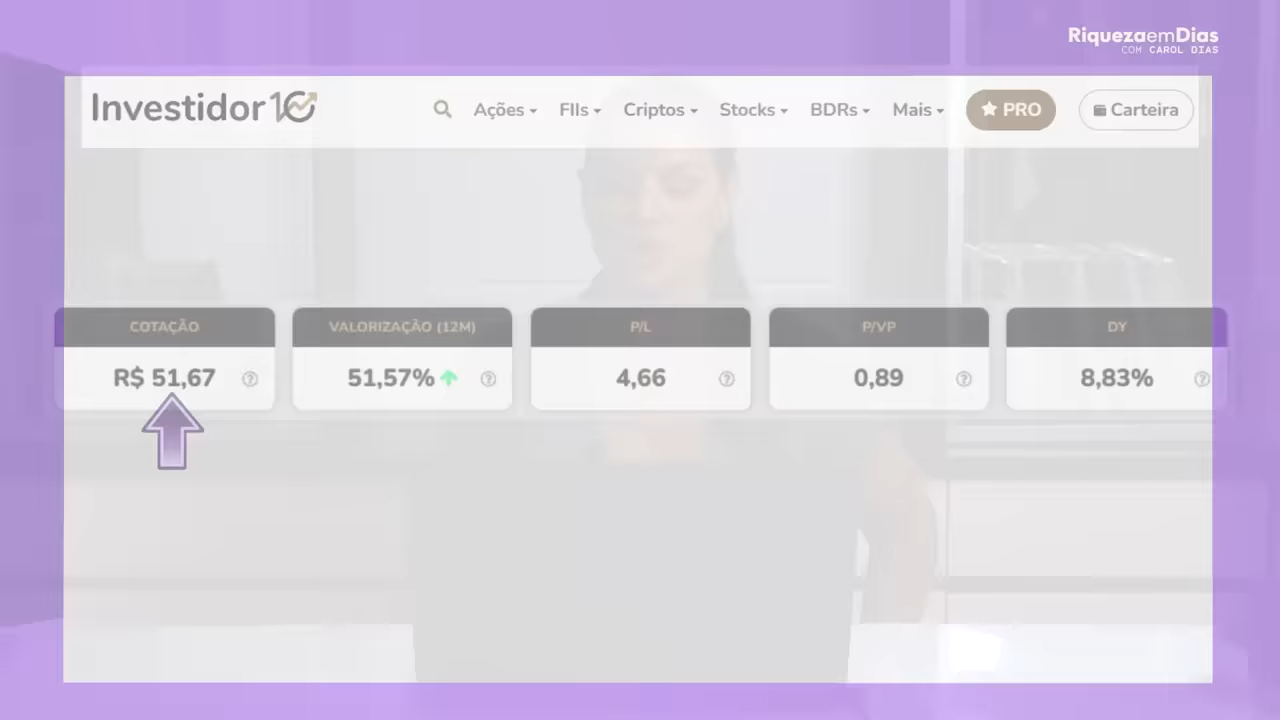 RiquezaemDias
COM CAROL DIAS
Investidor10
Ações FIIs Criptos Stocks BDRs Mais PRO Carteira
COTAÇÃO VALORIZAÇÃO (12M) P/L P/VP DY
R$ 51,67 51,57% 4,66 0,89 8,83%